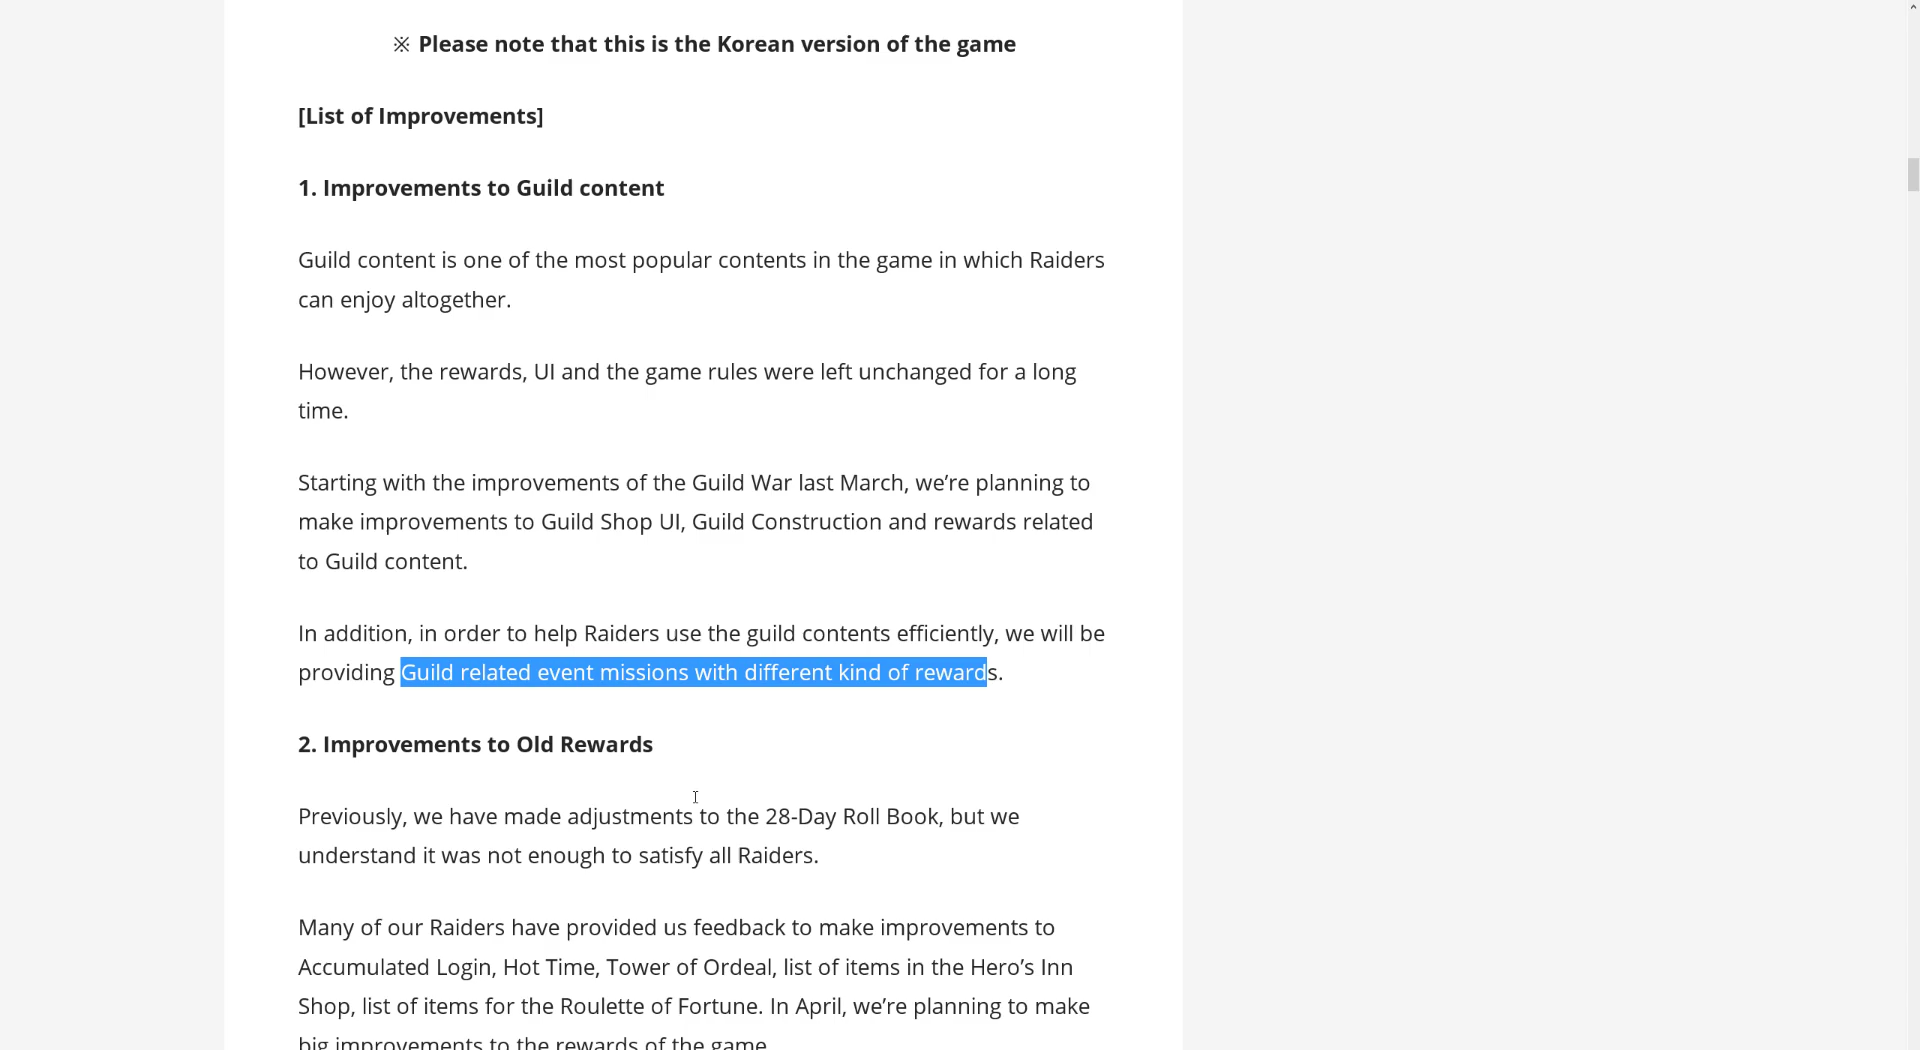 ※ Please note that this is the Korean version of the game
[List of Improvements]
1. Improvements to Guild content
Guild content is one of the most popular contents in the game in which Raiders
can enjoy altogether.
However, the rewards, UI and the game rules were left unchanged for a long
time.
Starting with the improvements of the Guild War last March, we’re planning to
make improvements to Guild Shop UI, Guild Construction and rewards related
to Guild content.
In addition, in order to help Raiders use the guild contents efficiently, we will be
providing Guild related event missions with different kind of rewards.
2. Improvements to Old Rewards
Previously, we have made adjustments to the 28-Day Roll Book, but we
understand it was not enough to satisfy all Raiders.
Many of our Raiders have provided us feedback to make improvements to
Accumulated Login, Hot Time, Tower of Ordeal, list of items in the Hero’s Inn
Shop, list of items for the Roulette of Fortune. In April, we’re planning to make
big improvements to the rewards of the game.